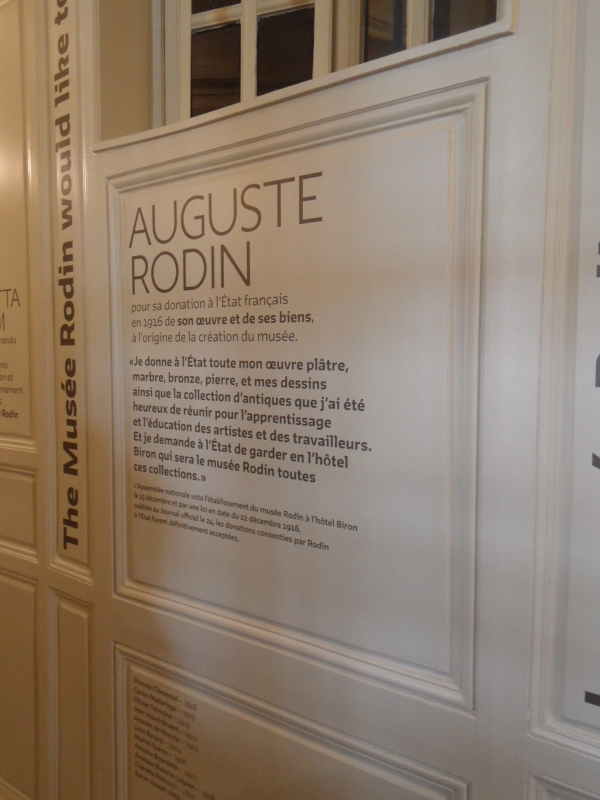 The Musée Rodin would like to
AUGUSTE
RODIN
pour sa donation à l'État français
en 1916 de son œuvre et de ses biens,
à l'origine de la création du musée.
«Je donne à l'État toute mon œuvre plâtre,
marbre, bronze, pierre, et mes dessins
ainsi que la collection d'antiques que j'ai été
heureux de réunir pour l'apprentissage
et l'éducation des artistes et des travailleurs.
Et je demande à l'État de garder en l'hôtel
Biron qui sera le musée Rodin toutes
ces collections.»
L'Assemblée nationale vota l'établissement du musée Rodin à l'hôtel Biron
le 15 décembre et par une loi en date du 22 décembre 1916,
publiée au Journal officiel le 24, les donations consenties par Rodin
à l'État furent définitivement acceptées.
TTA
M
Rodin